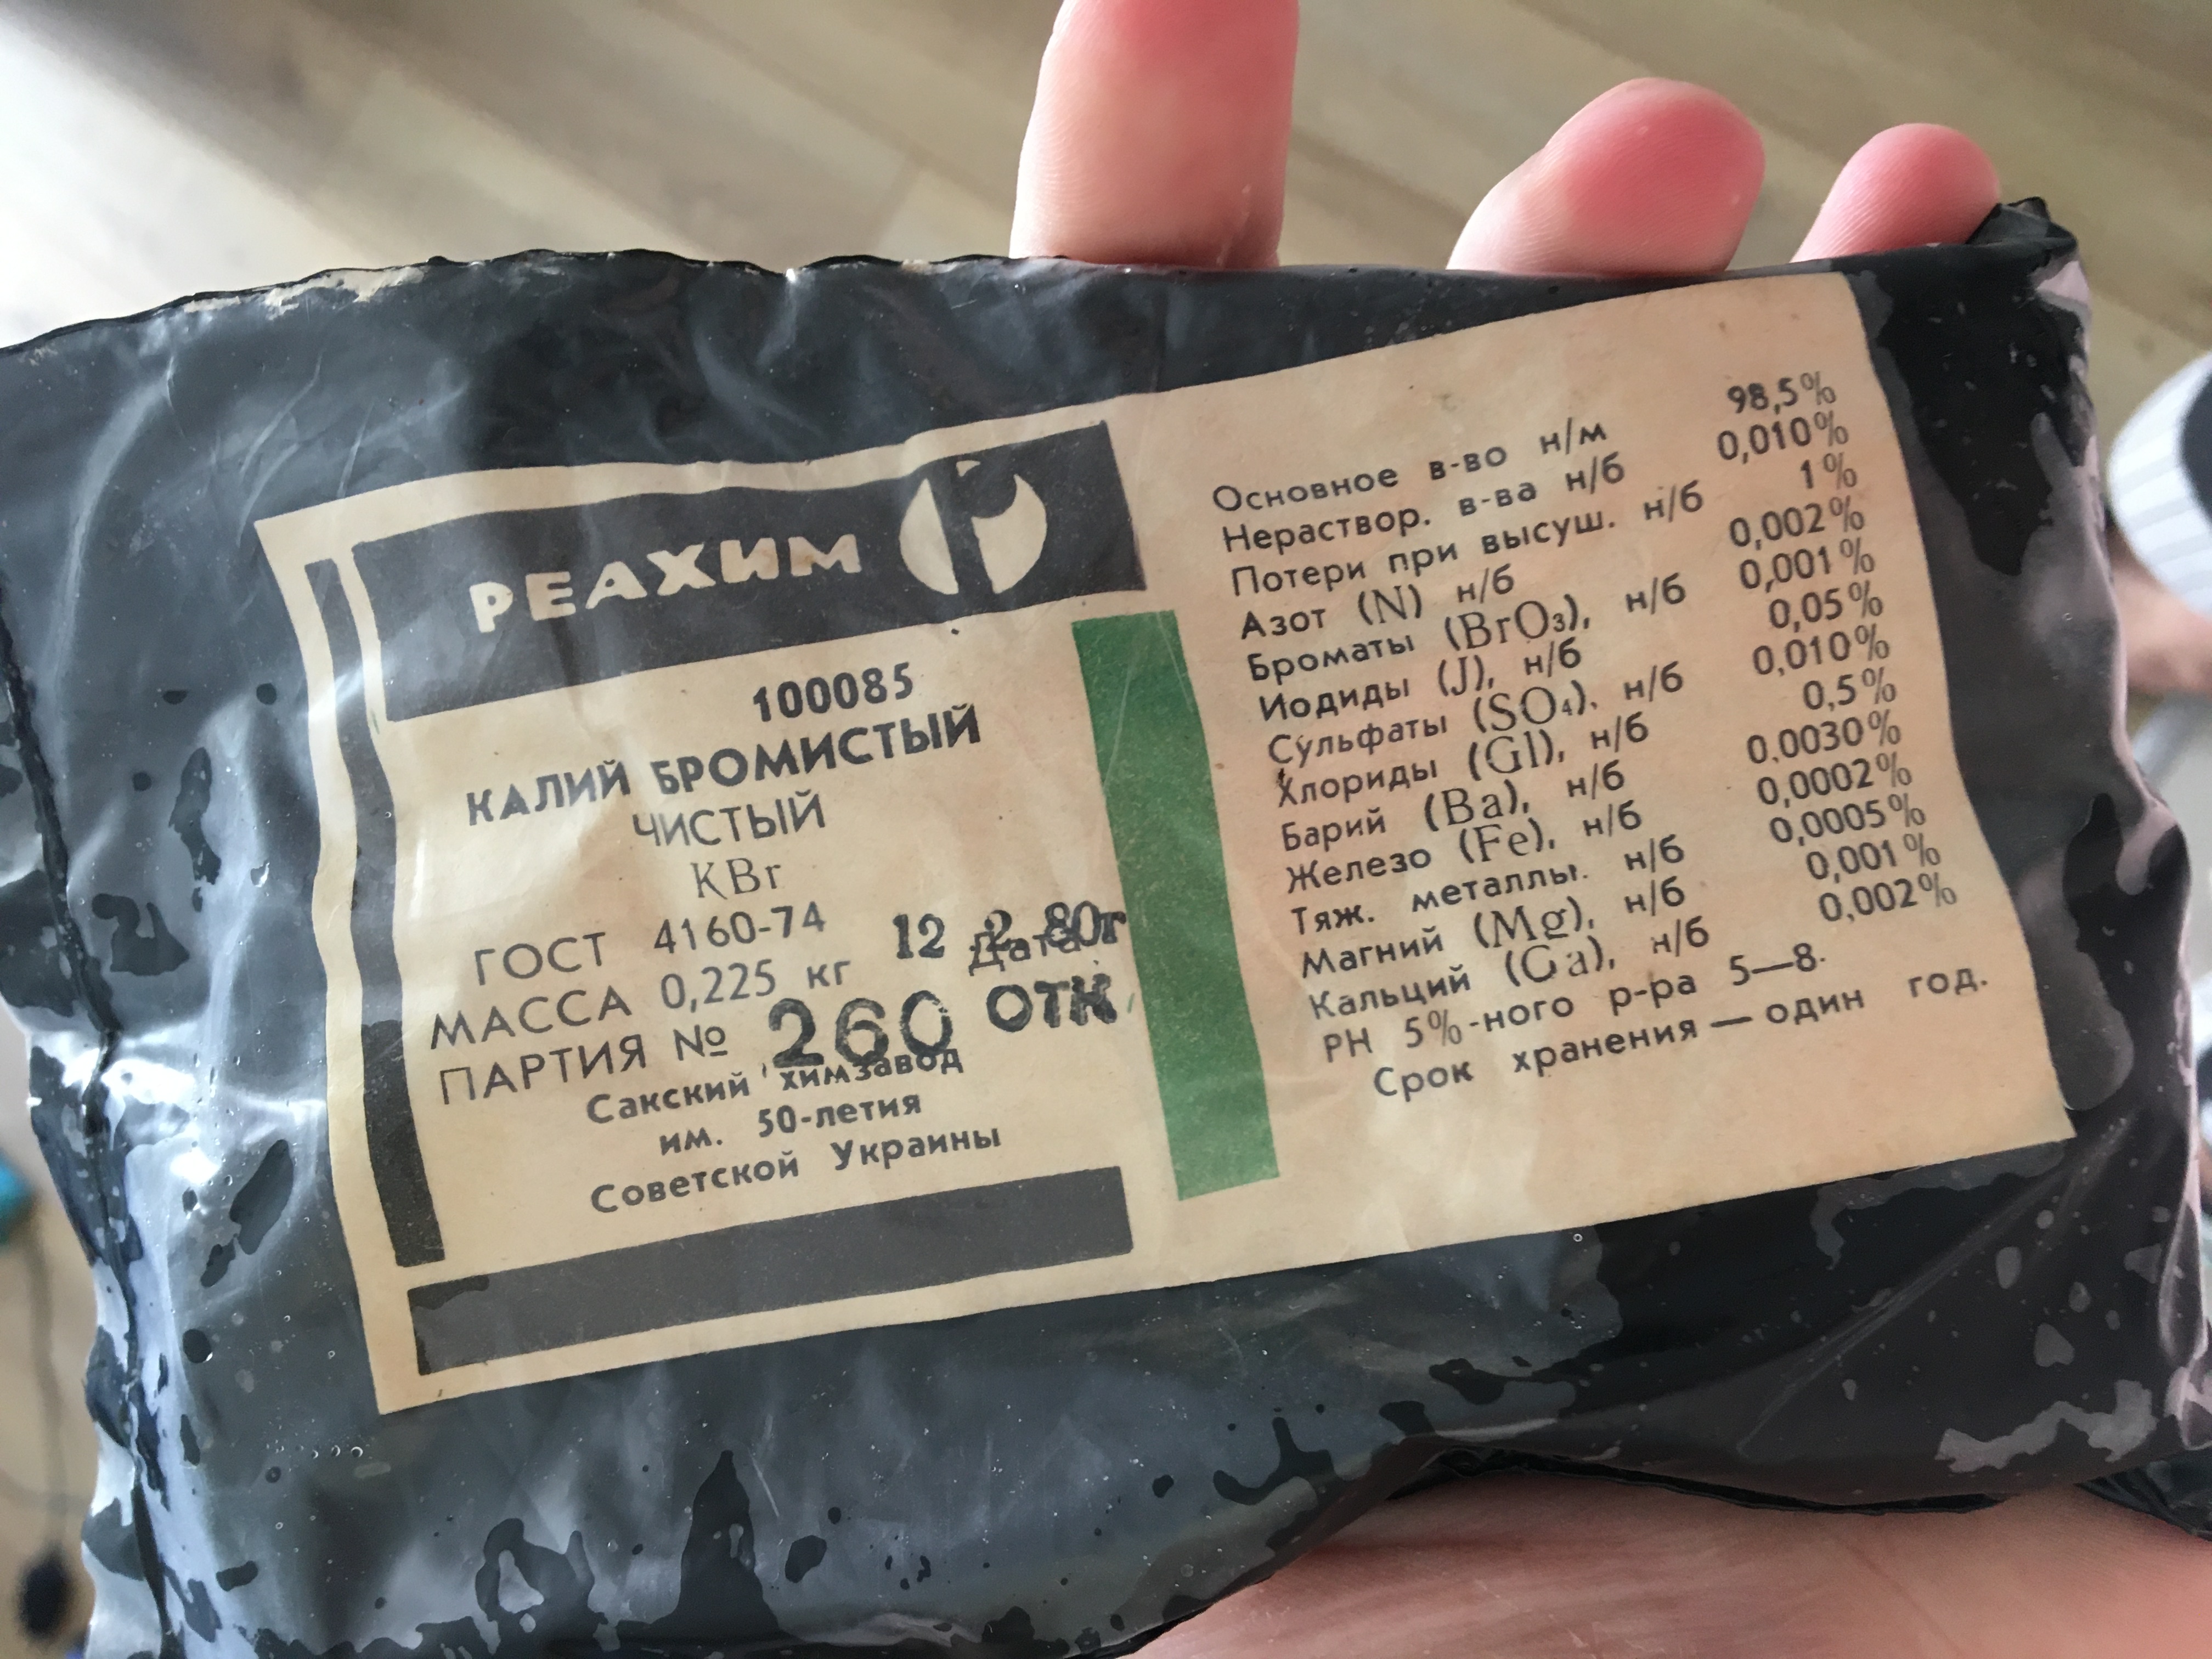 РЕАХИМ
100085
КАЛИЙ БРОМИСТЫЙ
ЧИСТЫЙ
KBr
ГОСТ 4160-74 12 2 80г
Дата
МАССА 0,225 кг
ПАРТИЯ № 260 ОТК
Сакский химзавод
им. 50-летия
Советской Украины
Основное в-во н/м 98,5%
Нераствор. в-ва н/б 0,010%
Потери при высуш. н/б 1%
Азот (N) н/б 0,002%
Броматы (BrO₃), н/б 0,001%
Иодиды (J), н/б 0,05%
Сульфаты (SO₄), н/б 0,010%
Хлориды (Gl), н/б 0,5%
Барий (Ba), н/б 0,0030%
Железо (Fe), н/б 0,0002%
Тяж. металлы. н/б 0,0005%
Магний (Mg), н/б 0,001%
Кальций (Ga), н/б 0,002%
РН 5%-ного р-ра 5—8.
Срок хранения — один год.